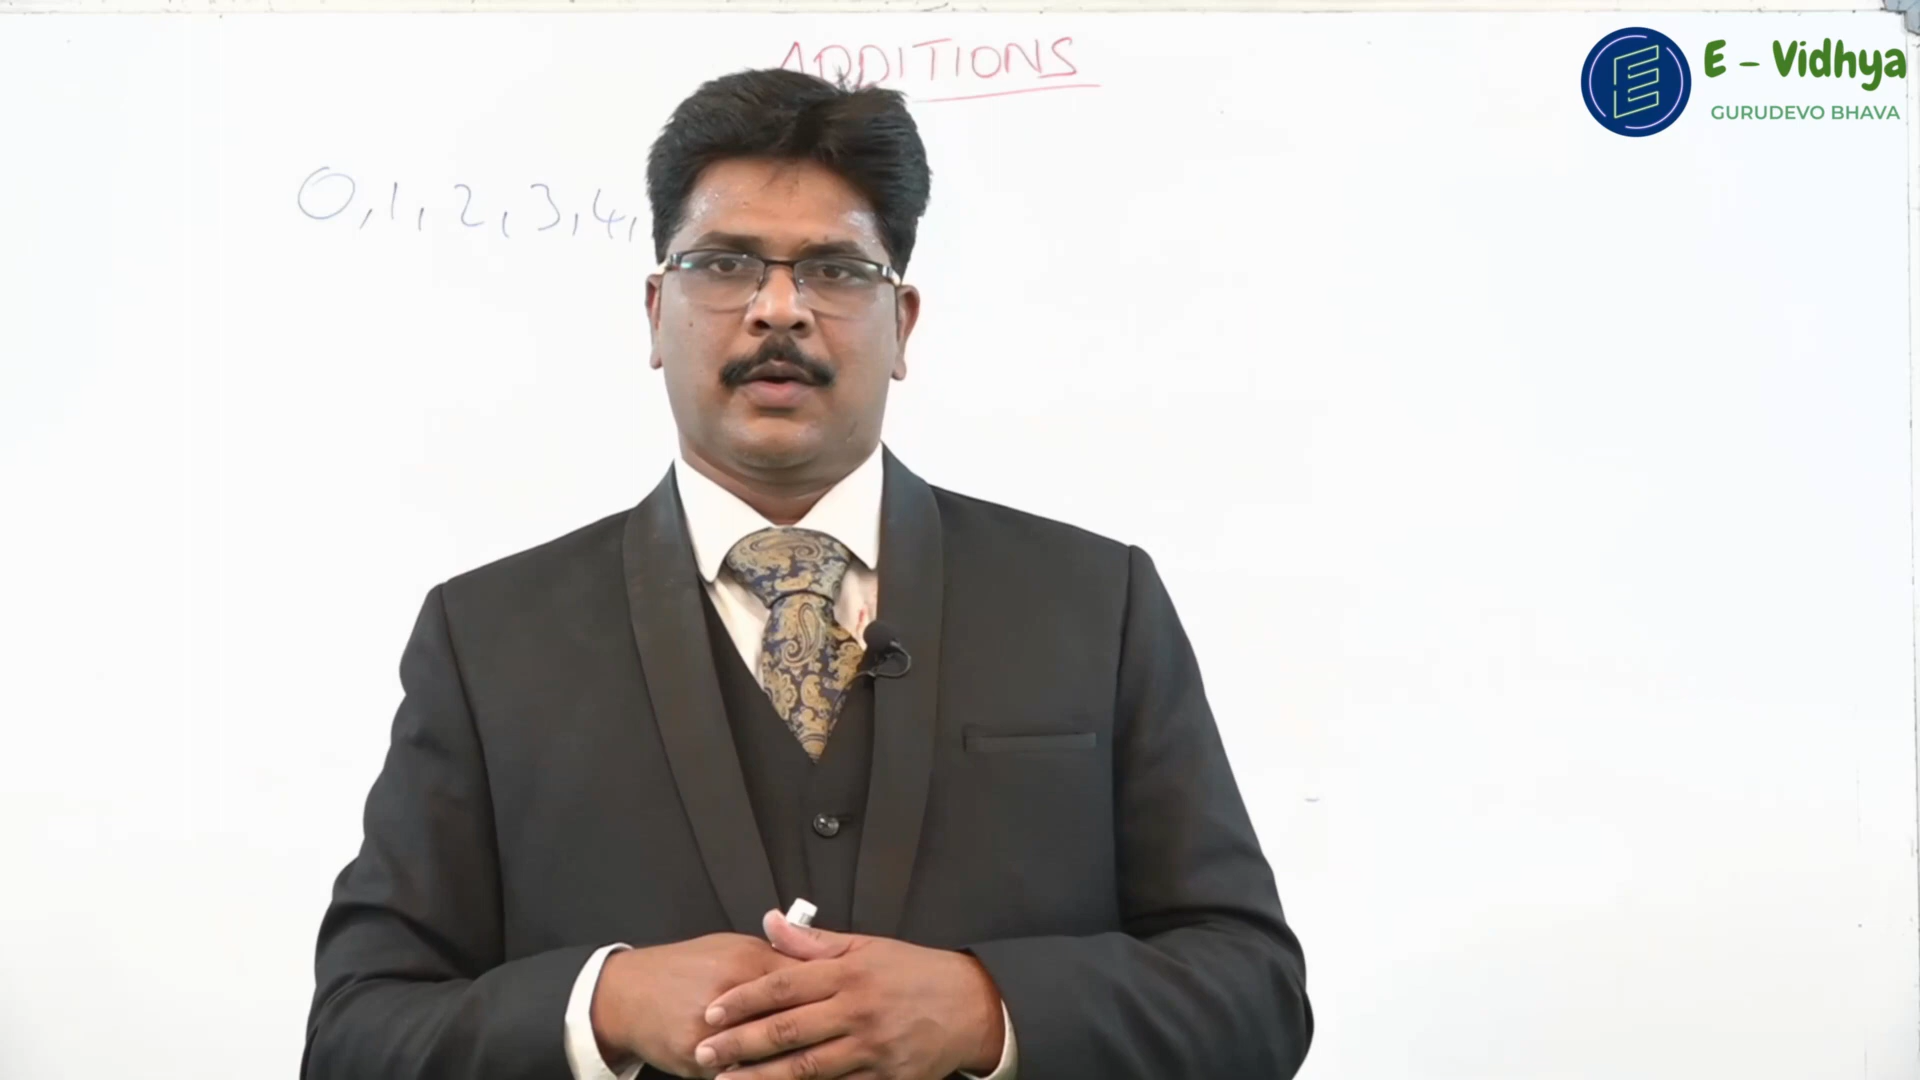 ADDITIONS
E - Vidhya
GURUDEVO BHAVA
0, 1, 2, 3, 4,